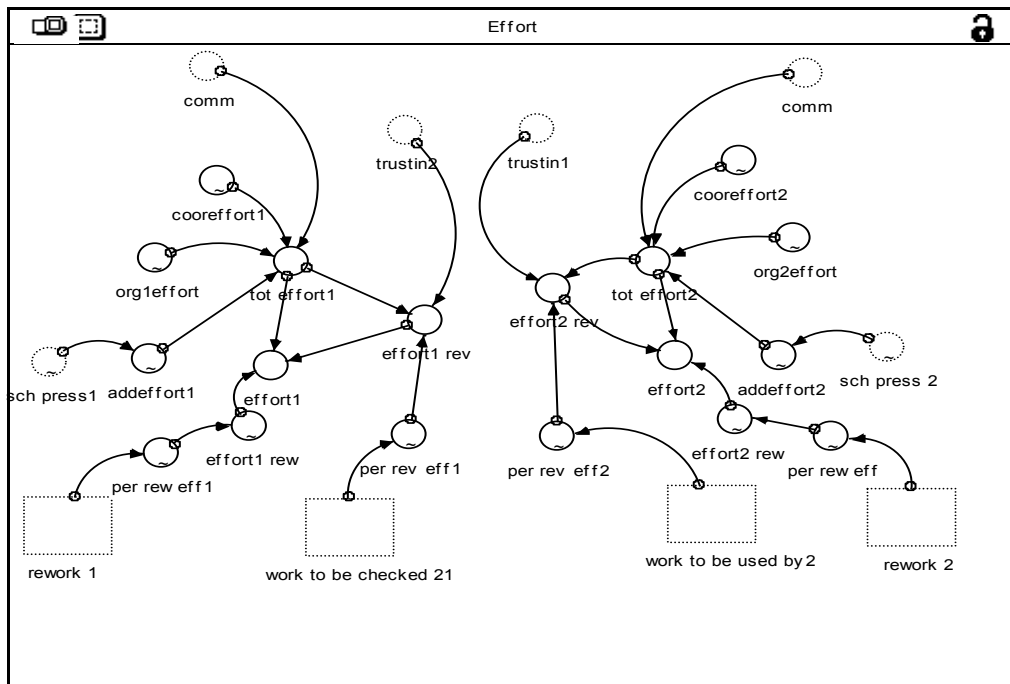 Effort
comm
comm
trustin2
trustin1
cooreffort1
cooreffort2
org1effort
tot effort1
tot effort2
org2effort
effort2 rev
effort1 rev
sch press1
addeffort1
effort1
effort2
addeffort2
sch press 2
effort1 rew
per rev eff1
per rev eff2
effort2 rew
per rew eff
per rew eff1
rework 1
work to be checked 21
work to be used by 2
rework 2
~
~
~
~
~
~
~
~
~
~
~
~
~
~